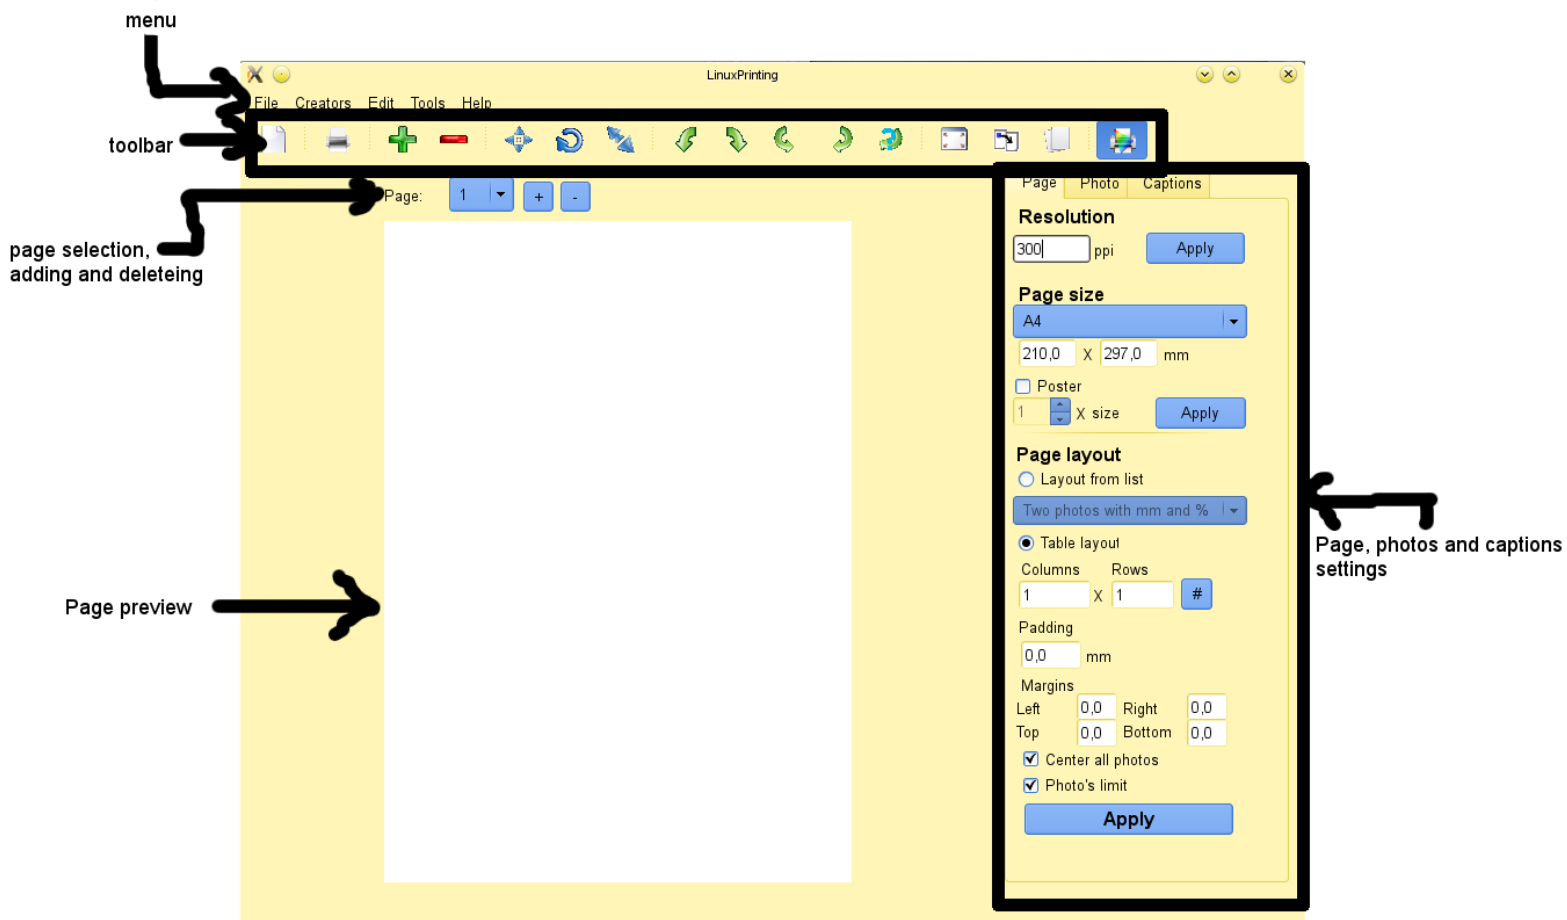 menu
LinuxPrinting
File Creators Edit Tools Help
toolbar
Page: 1 + -
page selection,
adding and deleteing
Page Photo Captions
Resolution
300 ppi Apply
Page size
A4
210,0 X 297,0 mm
Poster
1 X size Apply
Page layout
Layout from list
Two photos with mm and %
Table layout
Columns Rows
1 X 1 #
Padding
0,0 mm
Margins
Left 0,0 Right 0,0
Top 0,0 Bottom 0,0
Center all photos
Photo's limit
Apply
Page preview
Page, photos and captions
settings